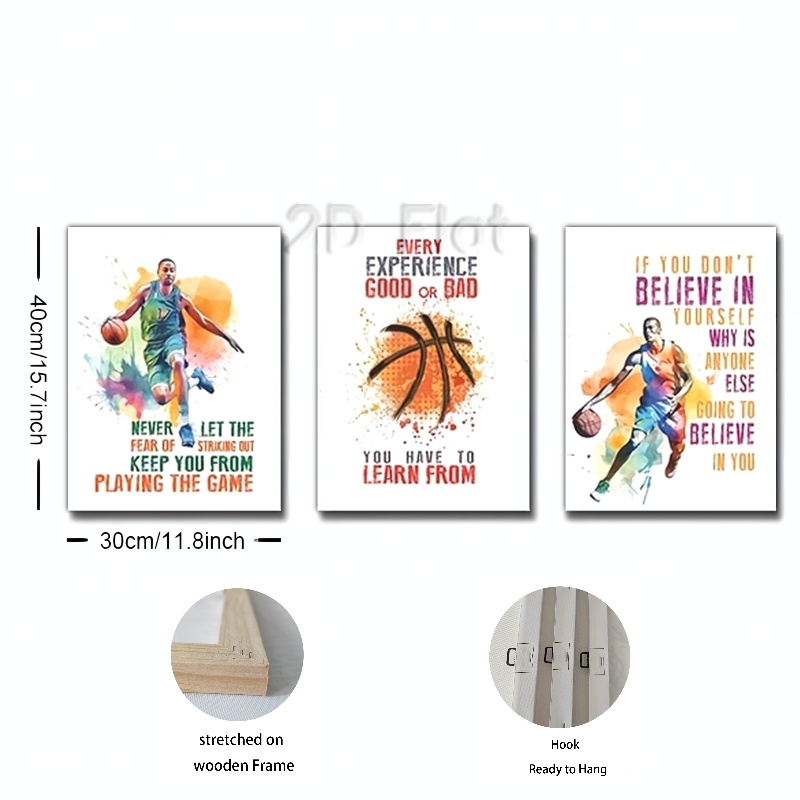 2D Flat
40cm/15.7inch
30cm/11.8inch
NEVER LET THE
FEAR OF STRIKING OUT
KEEP YOU FROM
PLAYING THE GAME
EVERY
EXPERIENCE
GOOD OR BAD
YOU HAVE TO
LEARN FROM
IF YOU DON'T
BELIEVE IN
YOURSELF
WHY IS
ANYONE
ELSE
GOING TO
BELIEVE
IN YOU
stretched on
wooden Frame
Hook
Ready to Hang